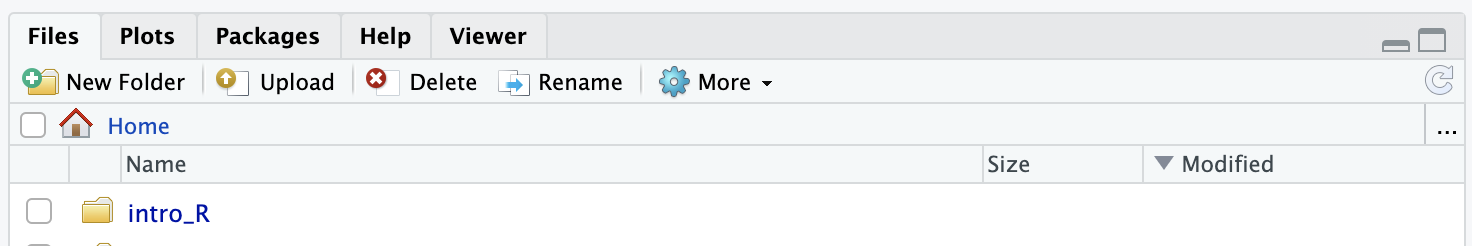 Files Plots Packages Help Viewer
New Folder Upload Delete Rename More
Home ...
Name Size Modified
intro_R